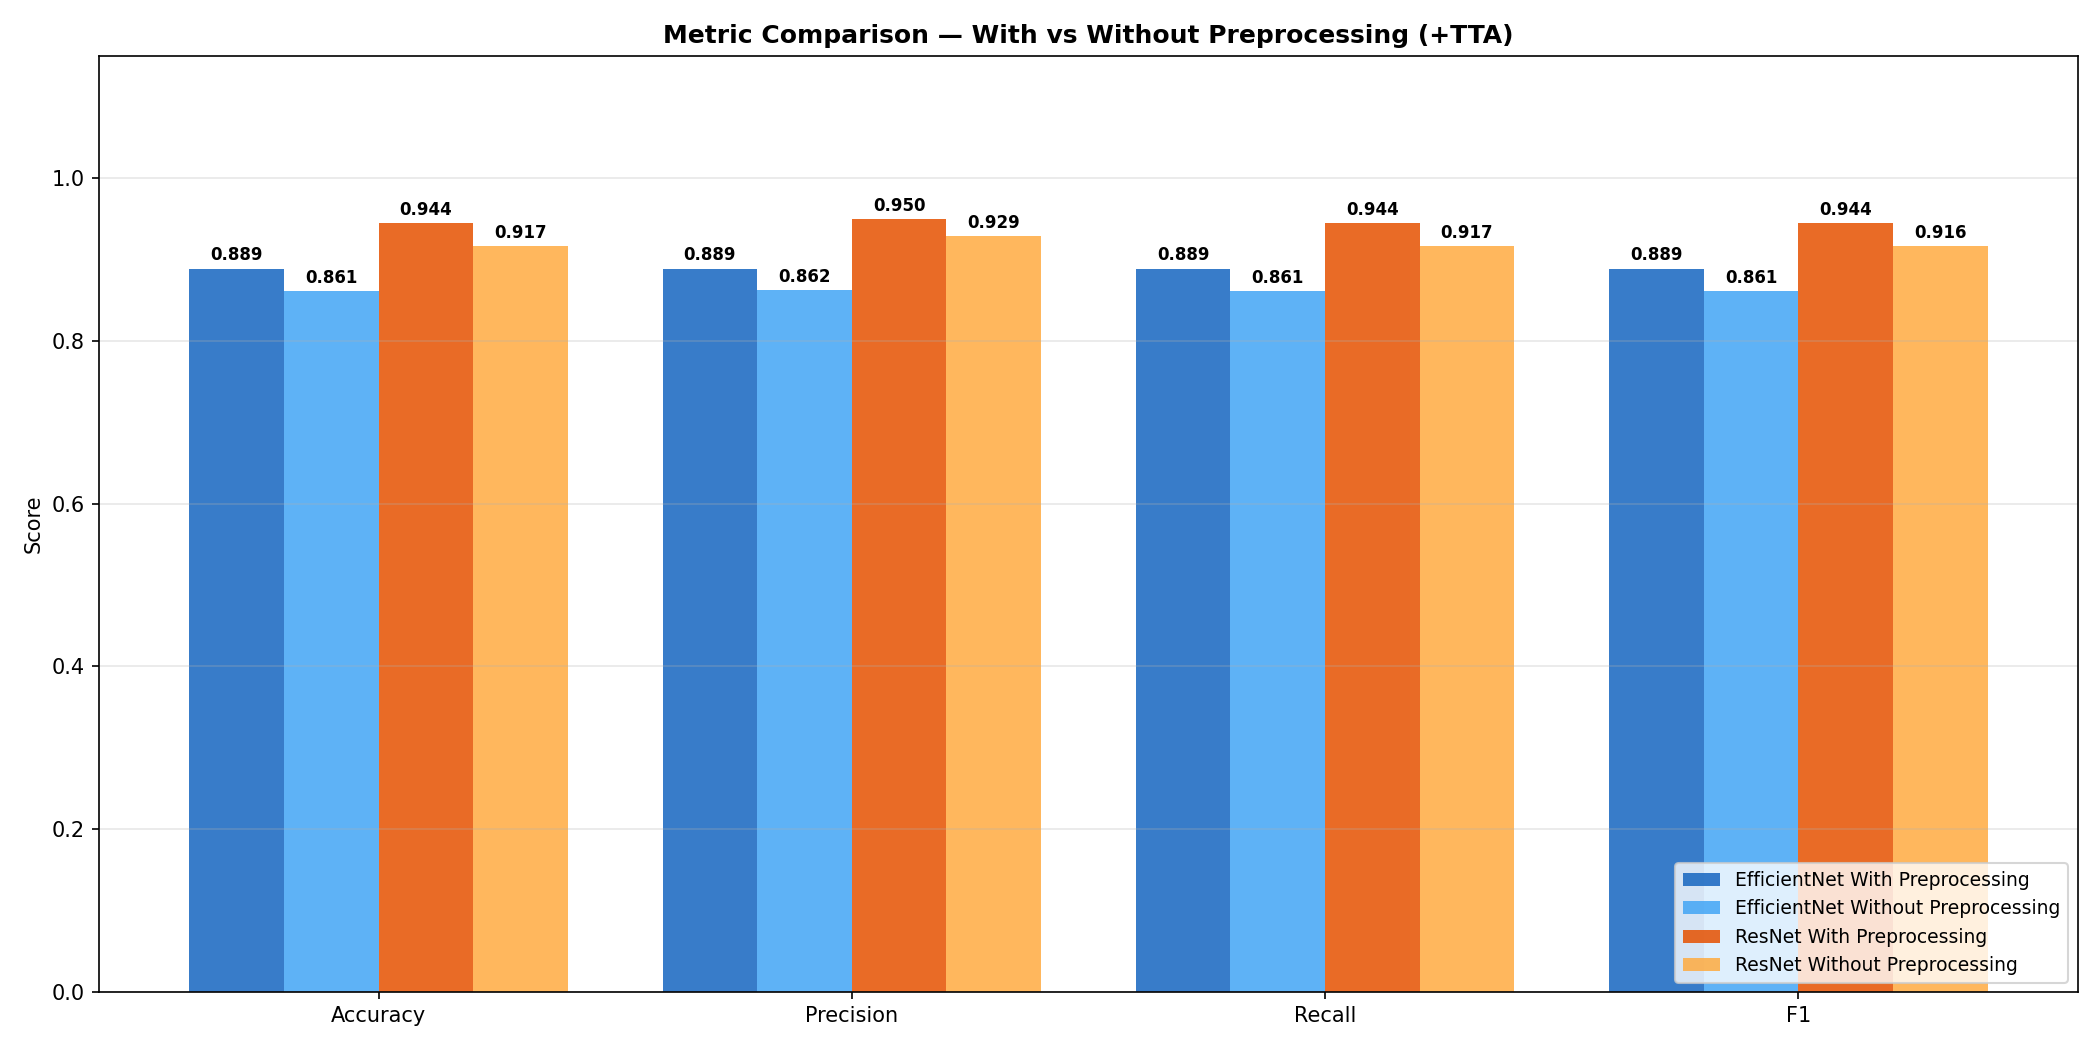 Metric Comparison — With vs Without Preprocessing (+TTA)
Score
1.0
0.8
0.6
0.4
0.2
0.0
0.889
0.861
0.944
0.917
0.889
0.862
0.950
0.929
0.889
0.861
0.944
0.917
0.889
0.861
0.944
0.916
Accuracy
Precision
Recall
F1
EfficientNet With Preprocessing
EfficientNet Without Preprocessing
ResNet With Preprocessing
ResNet Without Preprocessing